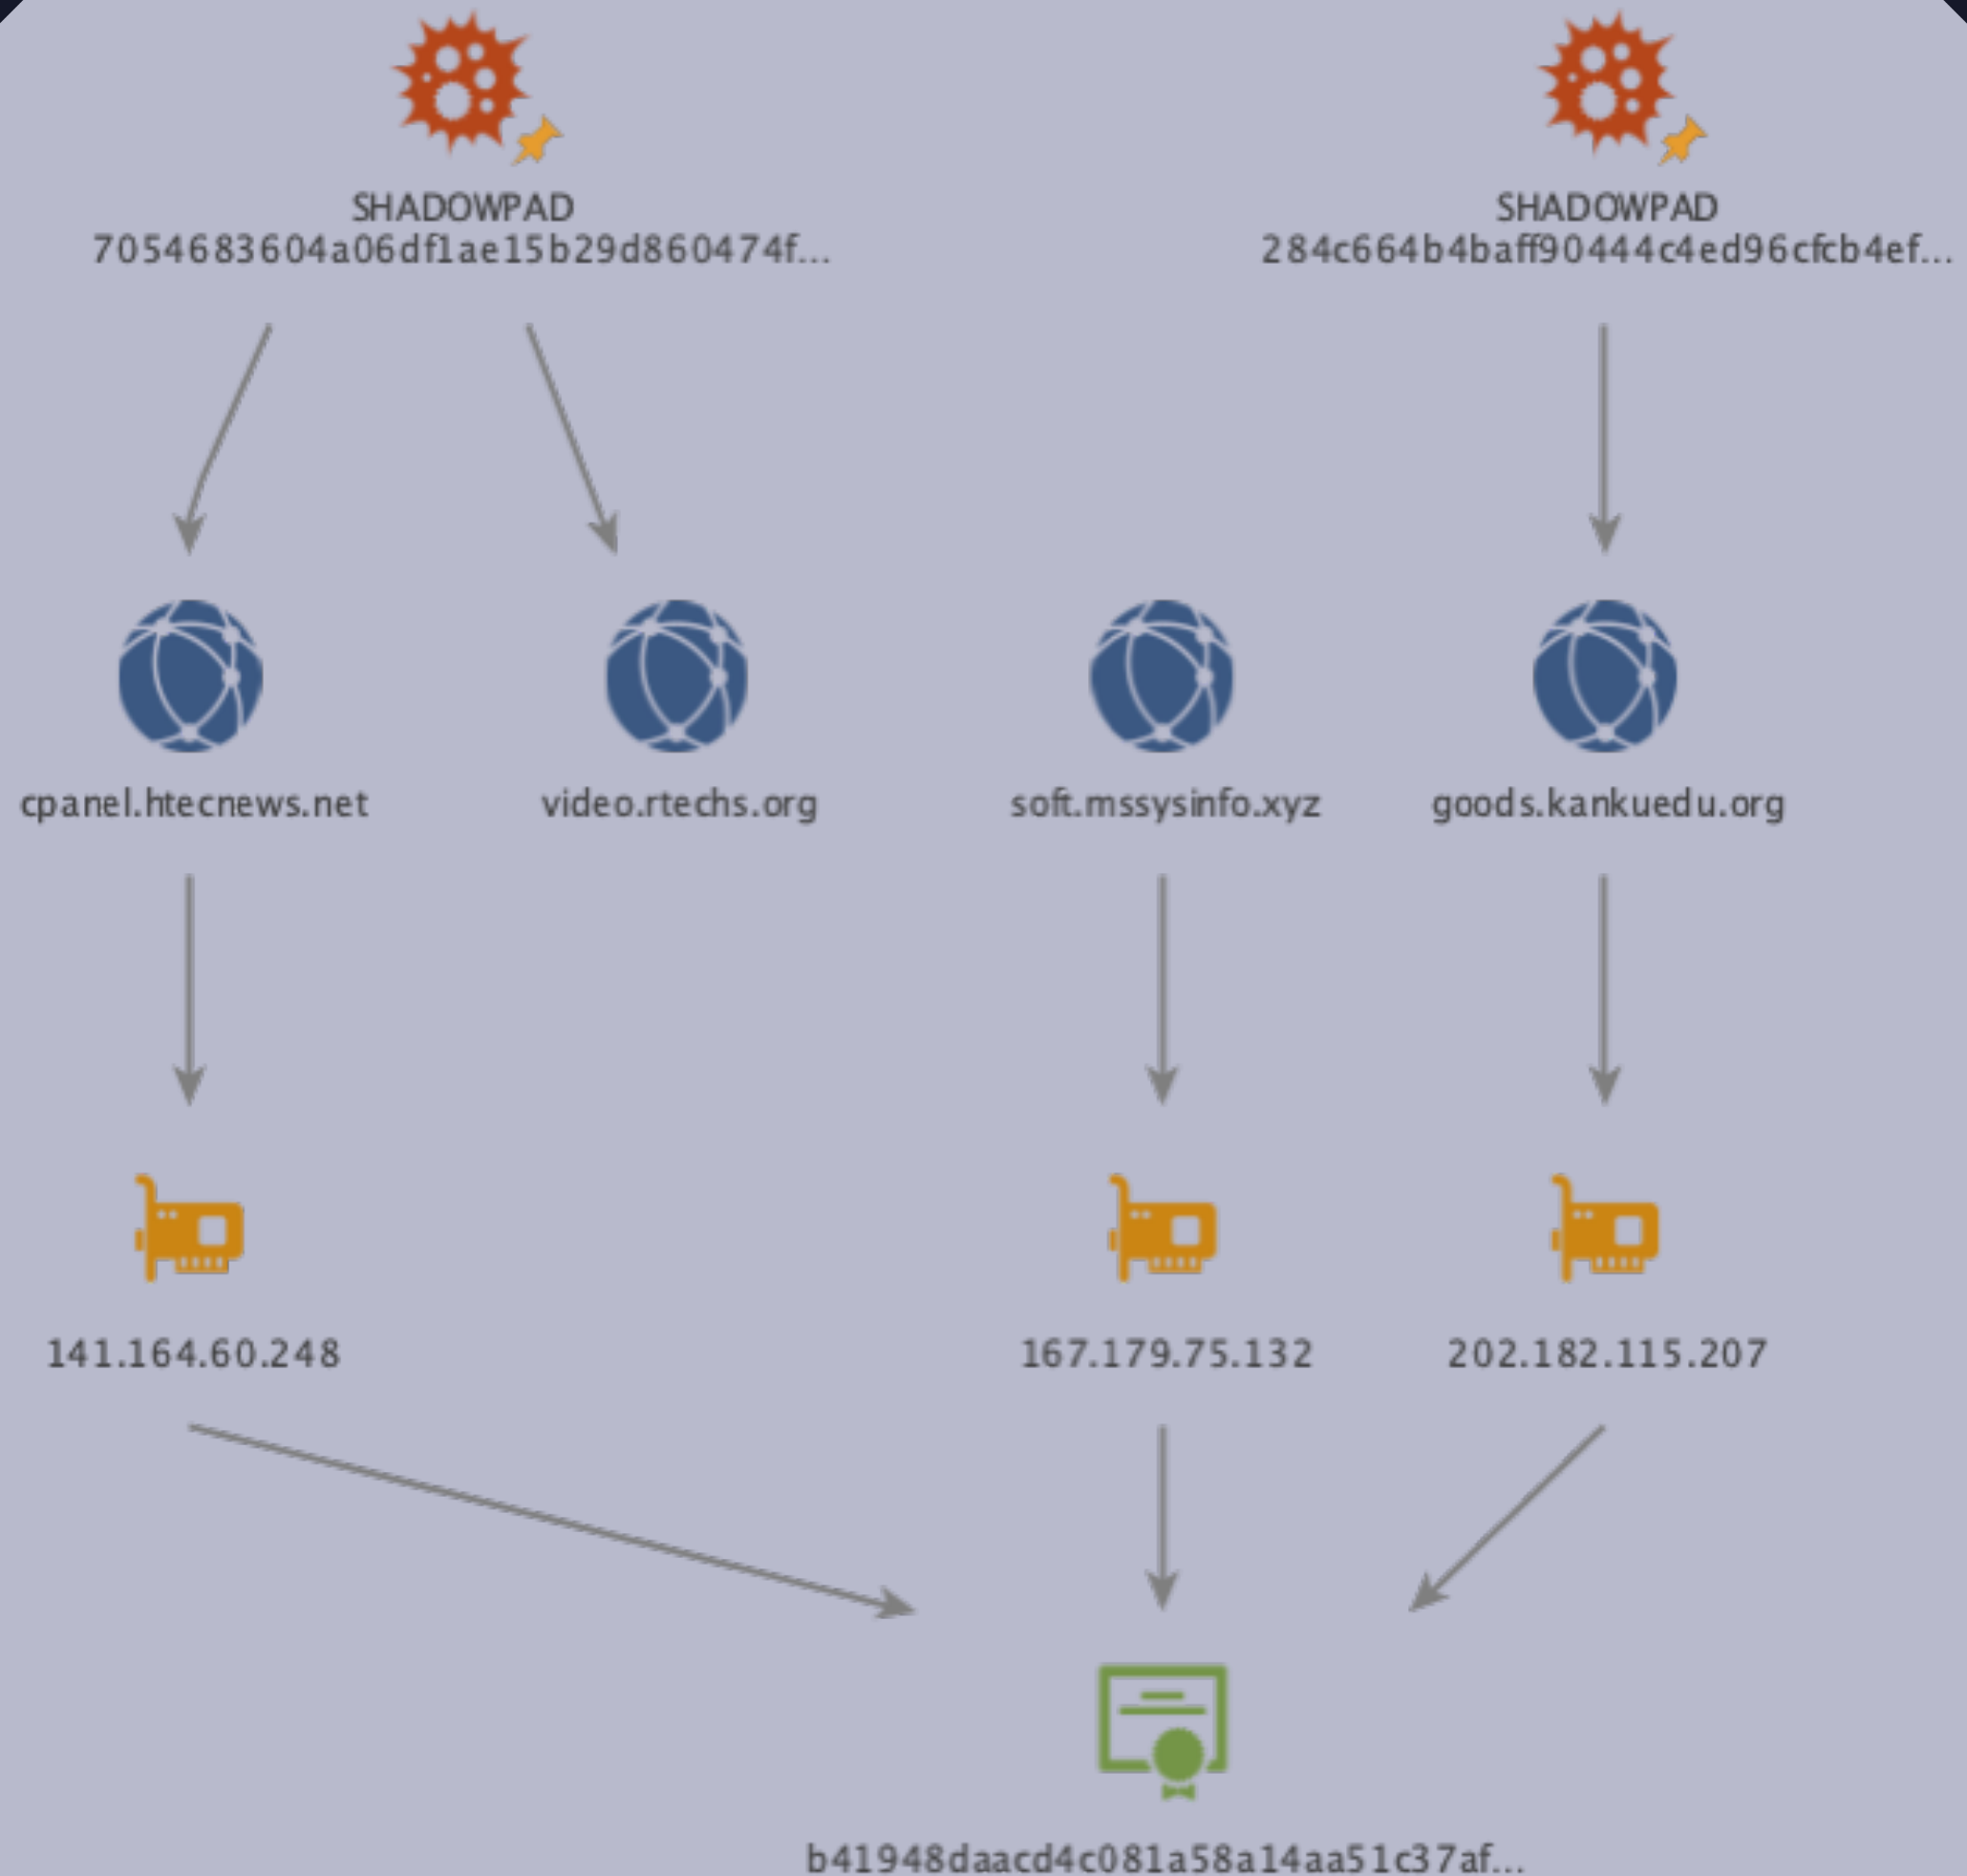 SHADOWPAD
7054683604a06df1ae15b29d860474f...
SHADOWPAD
284c664b4baff90444c4ed96cfcb4ef...
cpanel.htecnews.net
video.rtechs.org
soft.mssysinfo.xyz
goods.kankuedu.org
141.164.60.248
167.179.75.132
202.182.115.207
b41948daacd4c081a58a14aa51c37af...